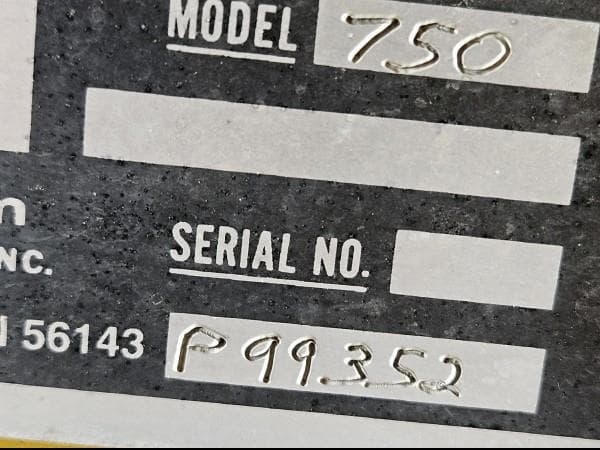 MODEL 750
m
NC.
SERIAL NO.
56143 P99352